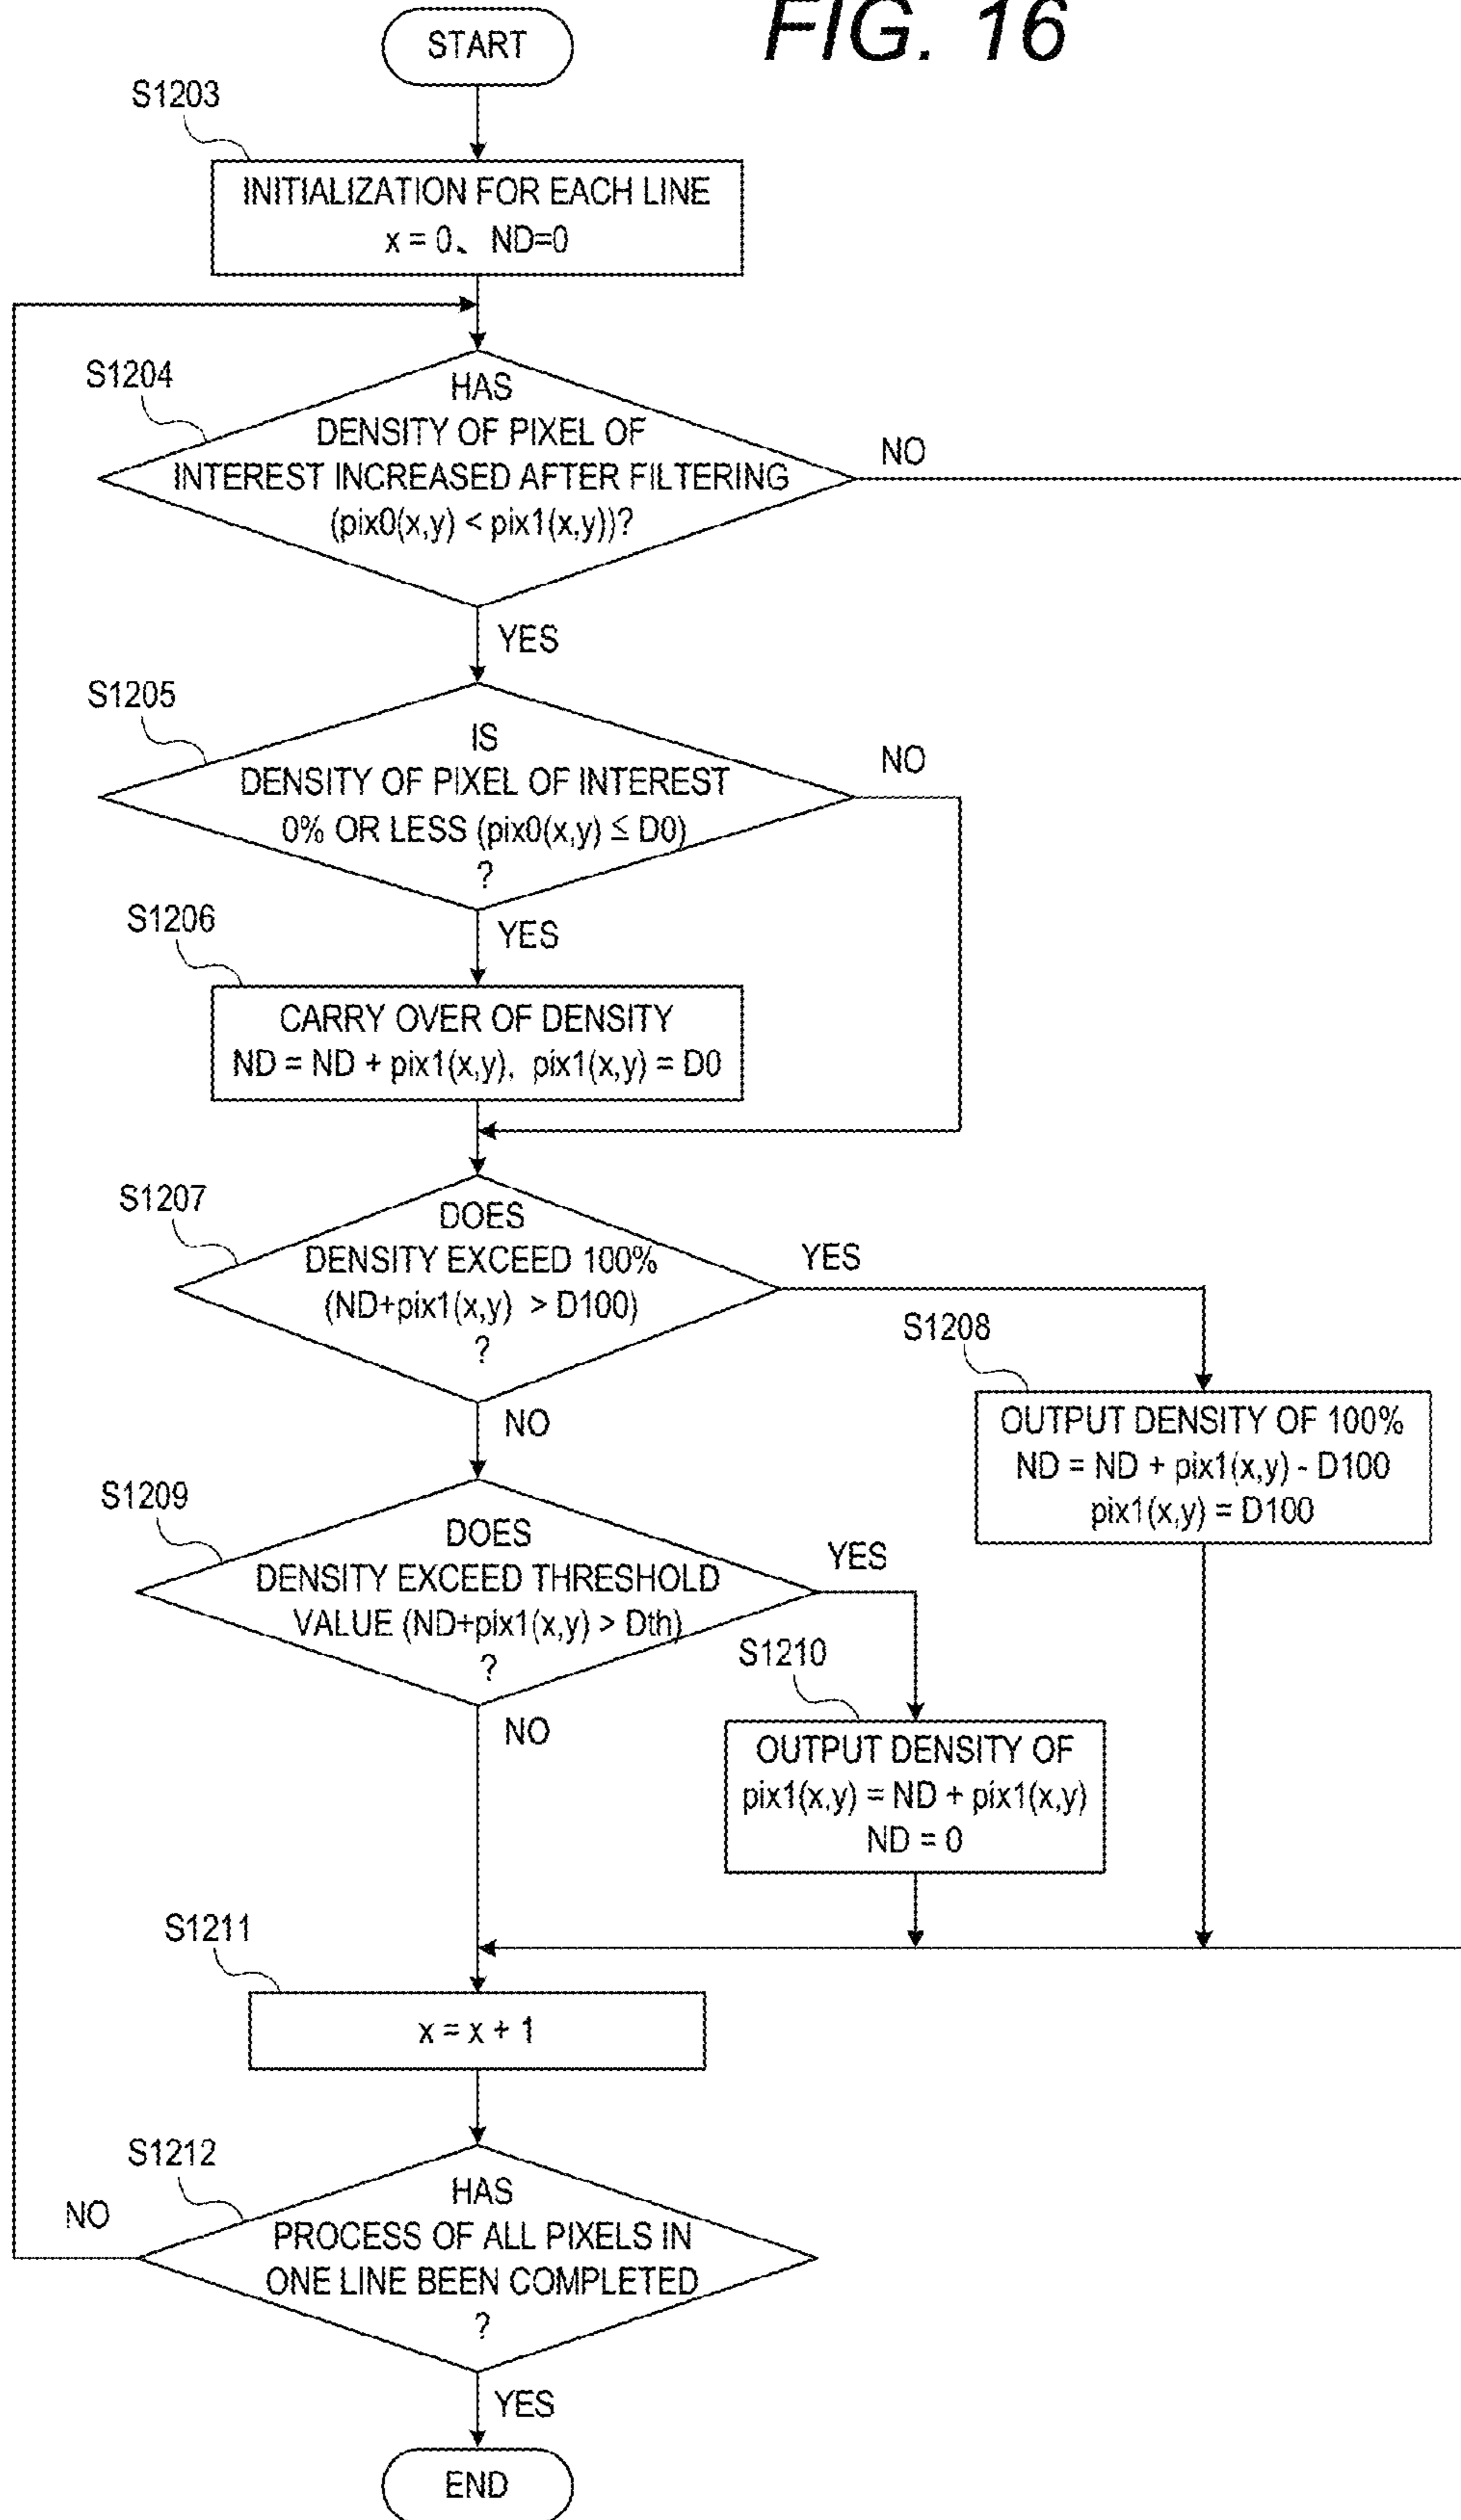 FIG. 16
START
S1203
INITIALIZATION FOR EACH LINE
x = 0、 ND=0
S1204
HAS
DENSITY OF PIXEL OF
INTEREST INCREASED AFTER FILTERING
(pix0(x,y) < pix1(x,y))?
NO
YES
S1205
IS
DENSITY OF PIXEL OF INTEREST
0% OR LESS (pix0(x,y) ≤ D0)
?
NO
YES
S1206
CARRY OVER OF DENSITY
ND = ND + pix1(x,y), pix1(x,y) = D0
S1207
DOES
DENSITY EXCEED 100%
(ND+pix1(x,y) > D100)
?
YES
NO
S1208
OUTPUT DENSITY OF 100%
ND = ND + pix1(x,y) - D100
pix1(x,y) = D100
S1209
DOES
DENSITY EXCEED THRESHOLD
VALUE (ND+pix1(x,y) > Dth)
?
YES
NO
S1210
OUTPUT DENSITY OF
pix1(x,y) = ND + pix1(x,y)
ND = 0
S1211
x = x + 1
S1212
HAS
PROCESS OF ALL PIXELS IN
ONE LINE BEEN COMPLETED
?
NO
YES
END